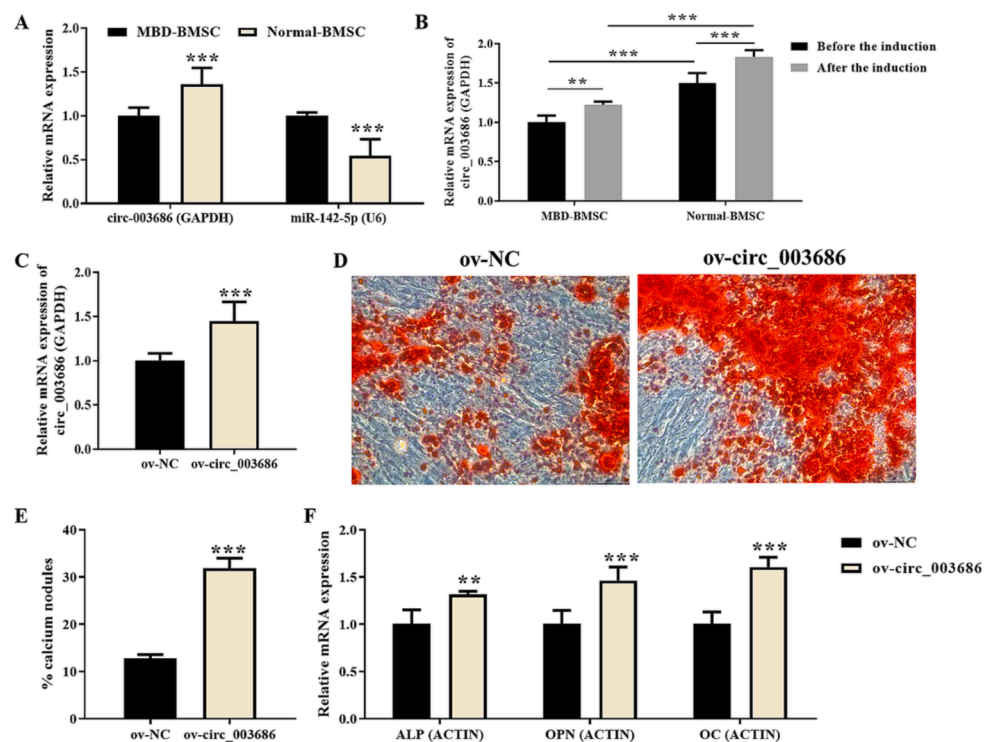 A
MBD-BMSC
Normal-BMSC
Relative mRNA expression
2.0
1.5
1.0
0.5
0.0
***
***
circ-003686 (GAPDH)
miR-142-5p (U6)
B
Relative mRNA expression of
circ_003686 (GAPDH)
2.0
1.5
1.0
0.5
0.0
***
***
***
**
Before the induction
After the induction
MBD-BMSC
Normal-BMSC
C
Relative mRNA expression of
circ_003686 (GAPDH)
2.0
1.5
1.0
0.5
0.0
***
ov-NC
ov-circ_003686
D
ov-NC
ov-circ_003686
E
% calcium nodules
40
30
20
10
0
***
ov-NC
ov-circ_003686
F
Relative mRNA expression
2.0
1.5
1.0
0.5
0.0
**
***
***
ALP (ACTIN)
OPN (ACTIN)
OC (ACTIN)
ov-NC
ov-circ_003686